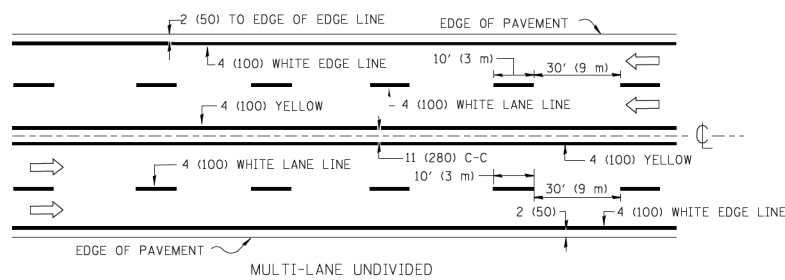 2 (50) TO EDGE OF EDGE LINE
EDGE OF PAVEMENT
4 (100) WHITE EDGE LINE
10' (3 m)
30' (9 m)
4 (100) YELLOW
4 (100) WHITE LANE LINE
℄
4 (100) WHITE LANE LINE
11 (280) C-C
4 (100) YELLOW
10' (3 m)
30' (9 m)
2 (50)
4 (100) WHITE EDGE LINE
EDGE OF PAVEMENT
MULTI-LANE UNDIVIDED